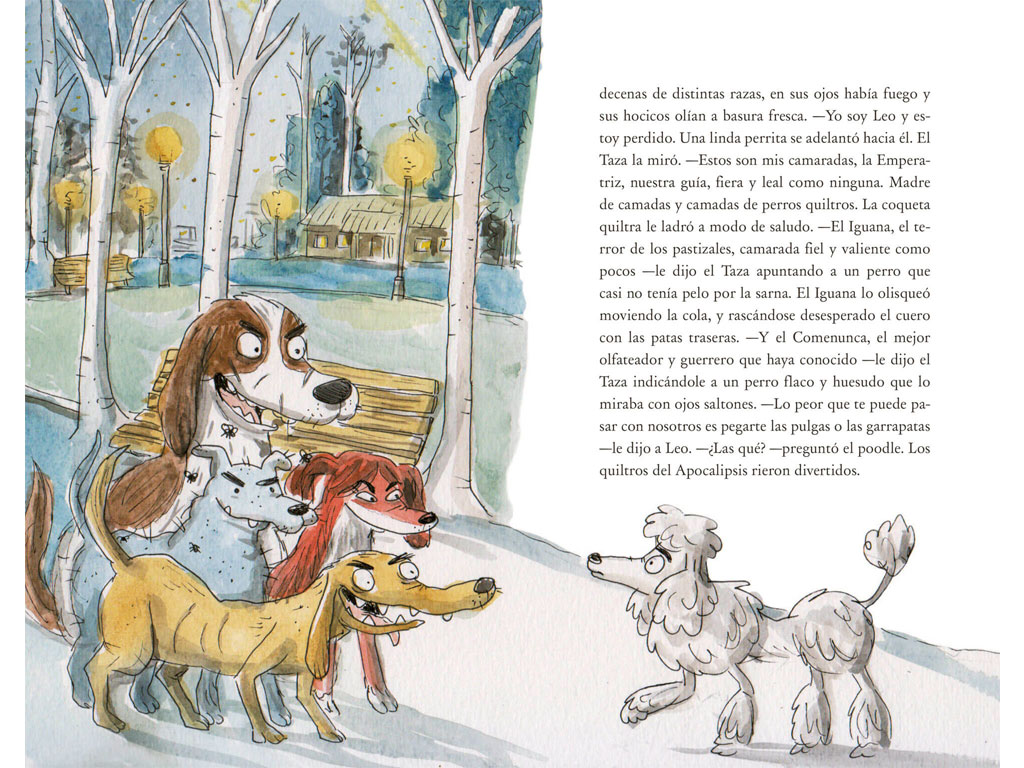 decenas de distintas razas, en sus ojos había fuego y
sus hocicos olían a basura fresca. —Yo soy Leo y es-
toy perdido. Una linda perrita se adelantó hacia él. El
Taza la miró. —Estos son mis camaradas, la Empera-
triz, nuestra guía, fiera y leal como ninguna. Madre
de camadas y camadas de perros quiltros. La coqueta
quiltra le ladró a modo de saludo. —El Iguana, el te-
rror de los pastizales, camarada fiel y valiente como
pocos —le dijo el Taza apuntando a un perro que
casi no tenía pelo por la sarna. El Iguana lo olisqueó
moviendo la cola, y rascándose desesperado el cuero
con las patas traseras. —Y el Comenunca, el mejor
olfateador y guerrero que haya conocido —le dijo el
Taza indicándole a un perro flaco y huesudo que lo
miraba con ojos saltones. —Lo peor que te puede pa-
sar con nosotros es pegarte las pulgas o las garrapatas
—le dijo a Leo. —¿Las qué? —preguntó el poodle. Los
quiltros del Apocalipsis rieron divertidos.